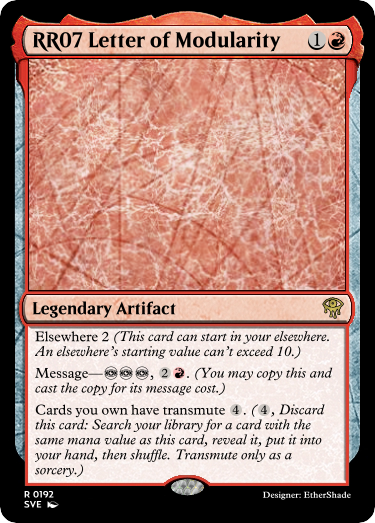 RR07 Letter of Modularity 1
Legendary Artifact
Elsewhere 2 (This card can start in your elsewhere.
An elsewhere's starting value can't exceed 10.)
Message—, 2. (You may copy this and
cast the copy for its message cost.)
Cards you own have transmute 4. (4, Discard
this card: Search your library for a card with the
same mana value as this card, reveal it, put it into
your hand, then shuffle. Transmute only as a
sorcery.)
R 0192
SVE
Designer: EtherShade